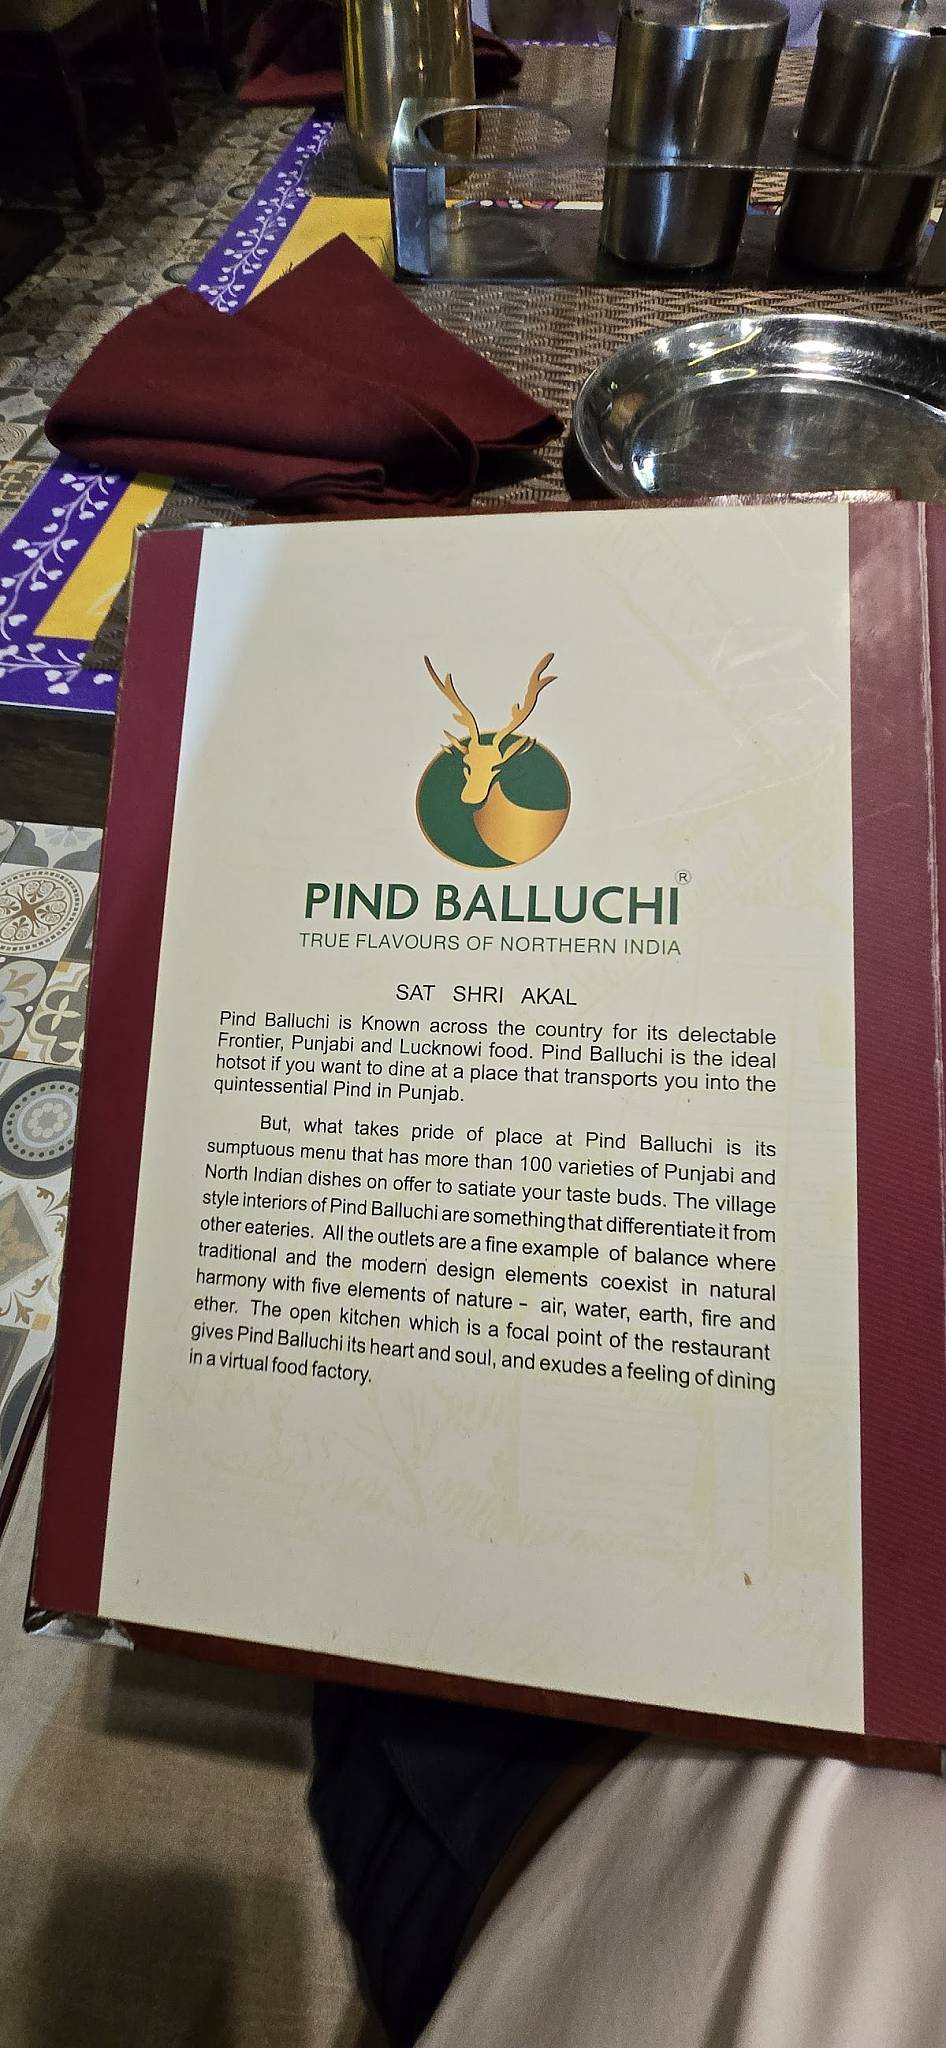 ®
PIND BALLUCHI
TRUE FLAVOURS OF NORTHERN INDIA
SAT SHRI AKAL
Pind Balluchi is Known across the country for its delectable
Frontier, Punjabi and Lucknowi food. Pind Balluchi is the ideal
hotsot if you want to dine at a place that transports you into the
quintessential Pind in Punjab.
But, what takes pride of place at Pind Balluchi is its
sumptuous menu that has more than 100 varieties of Punjabi and
North Indian dishes on offer to satiate your taste buds. The village
style interiors of Pind Balluchi are something that differentiate it from
other eateries. All the outlets are a fine example of balance where
traditional and the modern design elements coexist in natural
harmony with five elements of nature - air, water, earth, fire and
ether. The open kitchen which is a focal point of the restaurant
gives Pind Balluchi its heart and soul, and exudes a feeling of dining
in a virtual food factory.